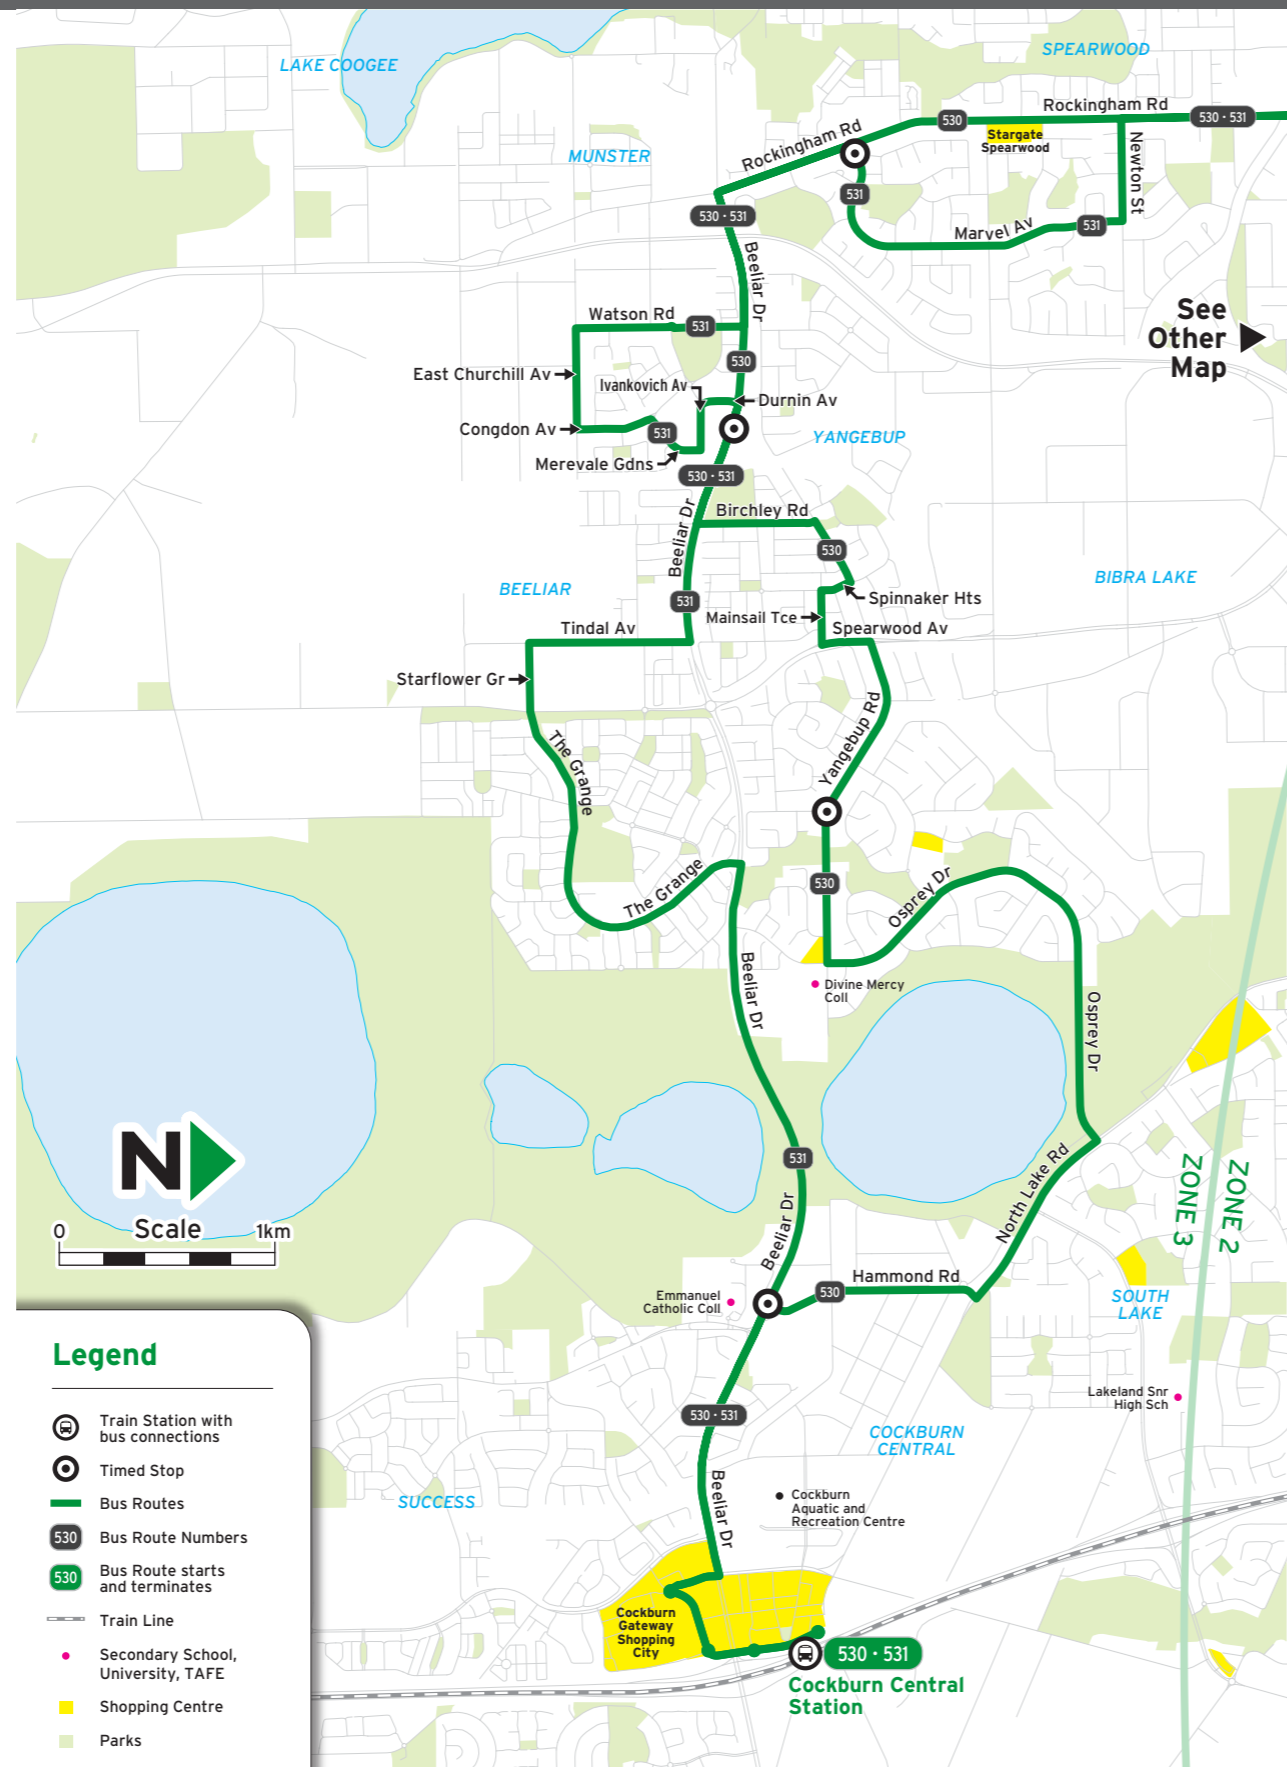 LAKE COOGEE
SPEARWOOD
Rockingham Rd
530 · 531
530
Stargate
Spearwood
Rockingham Rd
MUNSTER
Newton St
531
530 · 531
Marvel Av
531
Beeliar Dr
See
Other
Map
Watson Rd
531
530
East Churchill Av
Ivankovich Av
Durnin Av
Congdon Av
531
YANGEBUP
Merevale Gdns
530 · 531
Beeliar Dr
Birchley Rd
530
BIBRA LAKE
BEELIAR
Spinnaker Hts
531
Mainsail Tce
Tindal Av
Spearwood Av
Starflower Gr
Yangebup Rd
The Grange
530
The Grange
Osprey Dr
Beeliar Dr
Divine Mercy
Coll
Osprey Dr
N
531
North Lake Rd
ZONE 3
ZONE 2
Scale
0
1km
Beeliar Dr
Hammond Rd
530
Emmanuel
Catholic Coll
SOUTH
LAKE
Lakeland Snr
High Sch
530 · 531
COCKBURN
CENTRAL
Beeliar Dr
Cockburn
Aquatic and
Recreation Centre
SUCCESS
Cockburn
Gateway
Shopping
City
530 · 531
Cockburn Central
Station
Legend
Train Station with
bus connections
Timed Stop
Bus Routes
530
Bus Route Numbers
530
Bus Route starts
and terminates
Train Line
Secondary School,
University, TAFE
Shopping Centre
Parks